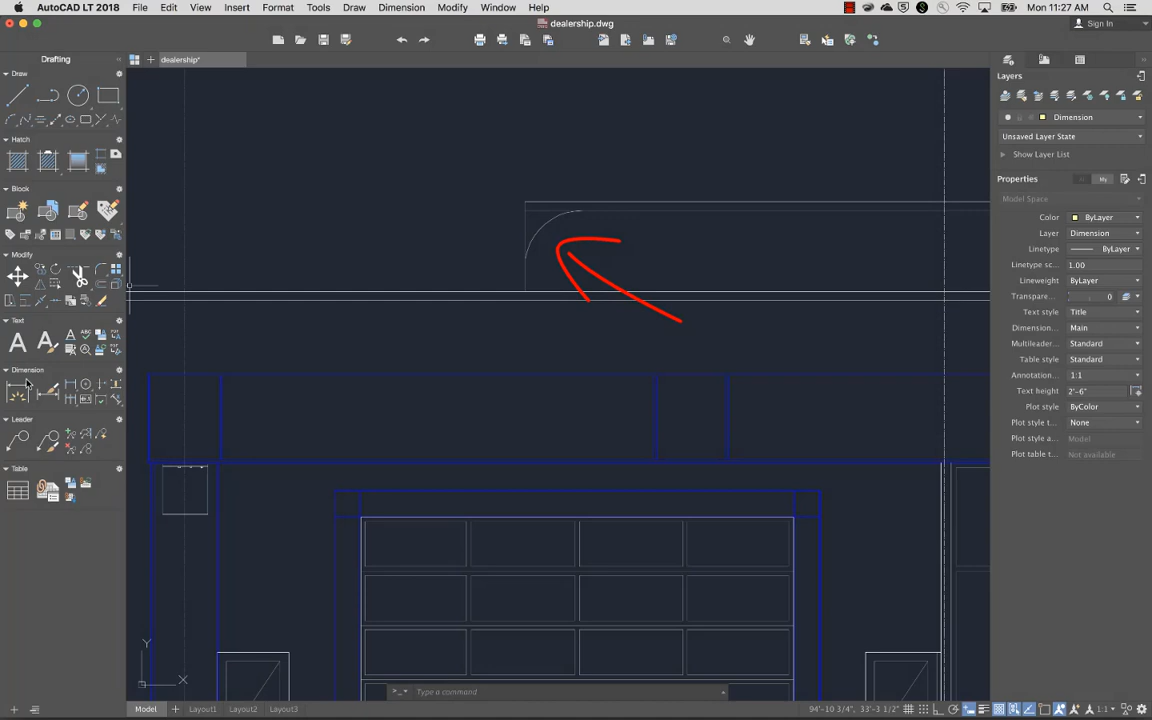 AutoCAD LT 2018 File Edit View Insert Format Tools Draw Dimension Modify Window Help Mon 11:27 AM
dealership.dwg
Sign In
Drafting
dealership*
Draw
Hatch
Block
Modify
Text
Dimension
Leader
Table
Layers
Dimension
Unsaved Layer State
Show Layer List
Properties
Model Space
Color ByLayer
Layer Dimension
Linetype ByLayer
Linetype sc... 1.00
Lineweight ByLayer
Transpare... 0
Text style Title
Dimension... Main
Multileader... Standard
Table style Standard
Annotation... 1:1
Text height 2'-6"
Plot style ByColor
Plot style t... None
Plot style a... Model
Plot table t... Not available
Y
X
>_ Type a command
Model Layout1 Layout2 Layout3
94'-10 3/4", 33'-3 1/2"
1:1